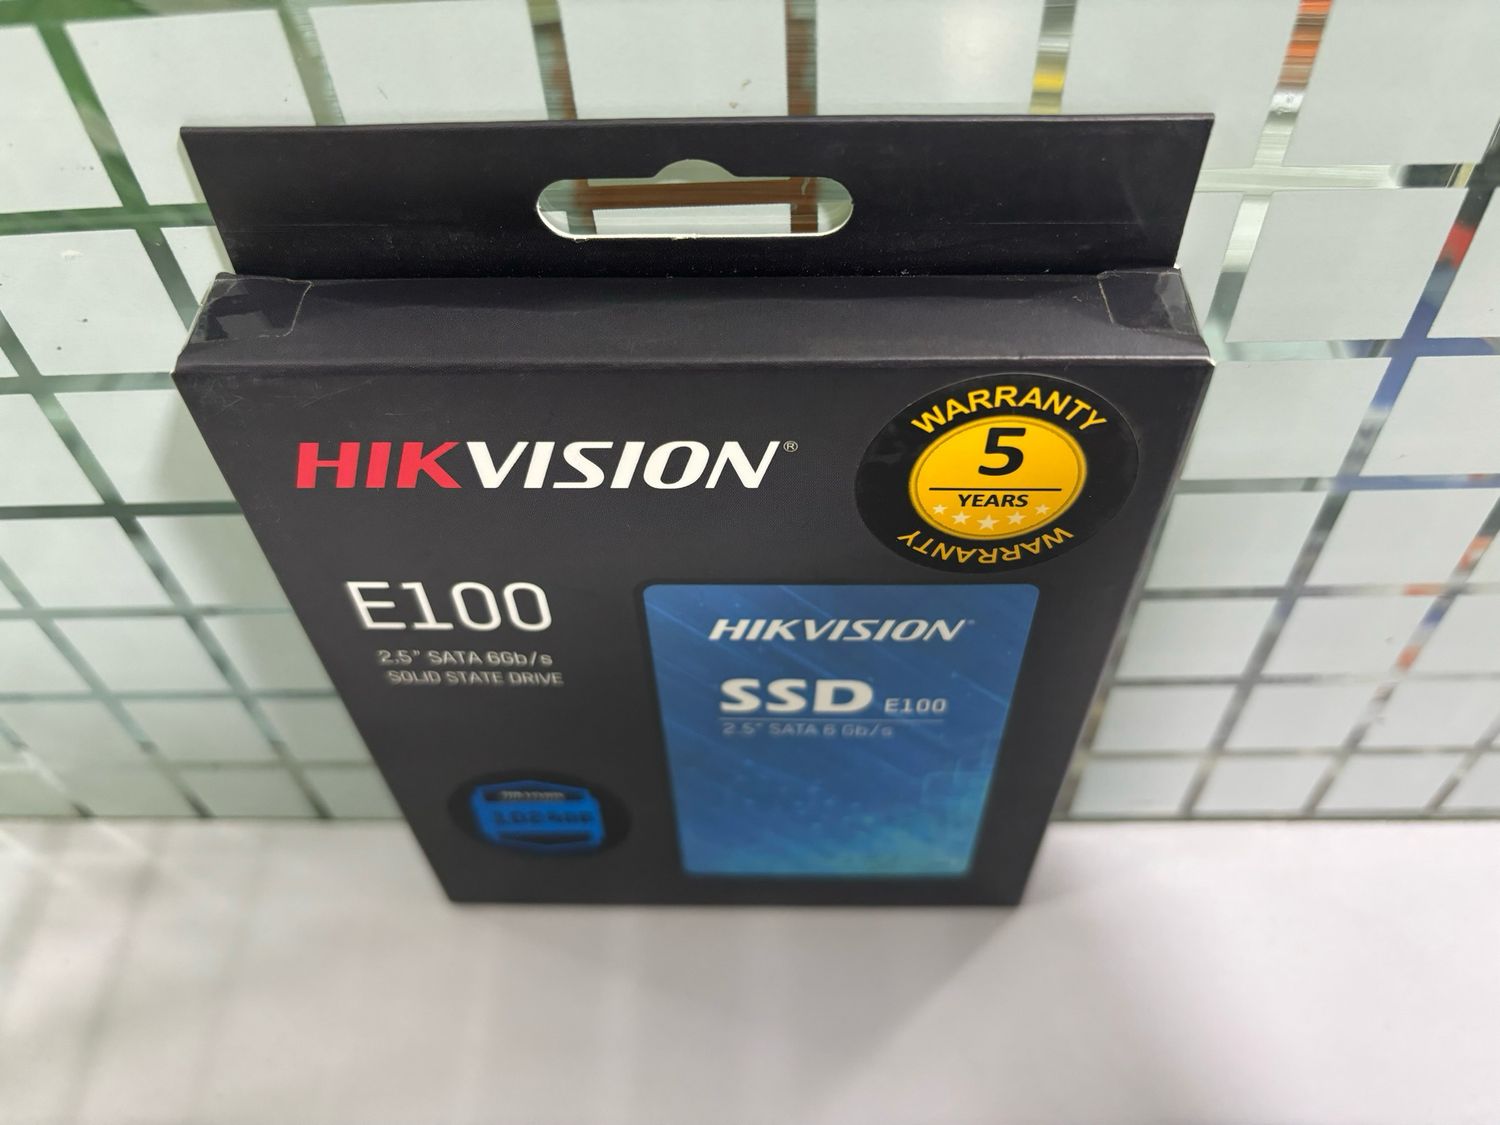 HIKVISION®
WARRANTY
5
YEARS
WARRANTY
E100
2.5" SATA 6Gb/s
SOLID STATE DRIVE
HIKVISION
SSD E100
2.5" SATA 6 Gb/s
1024GB